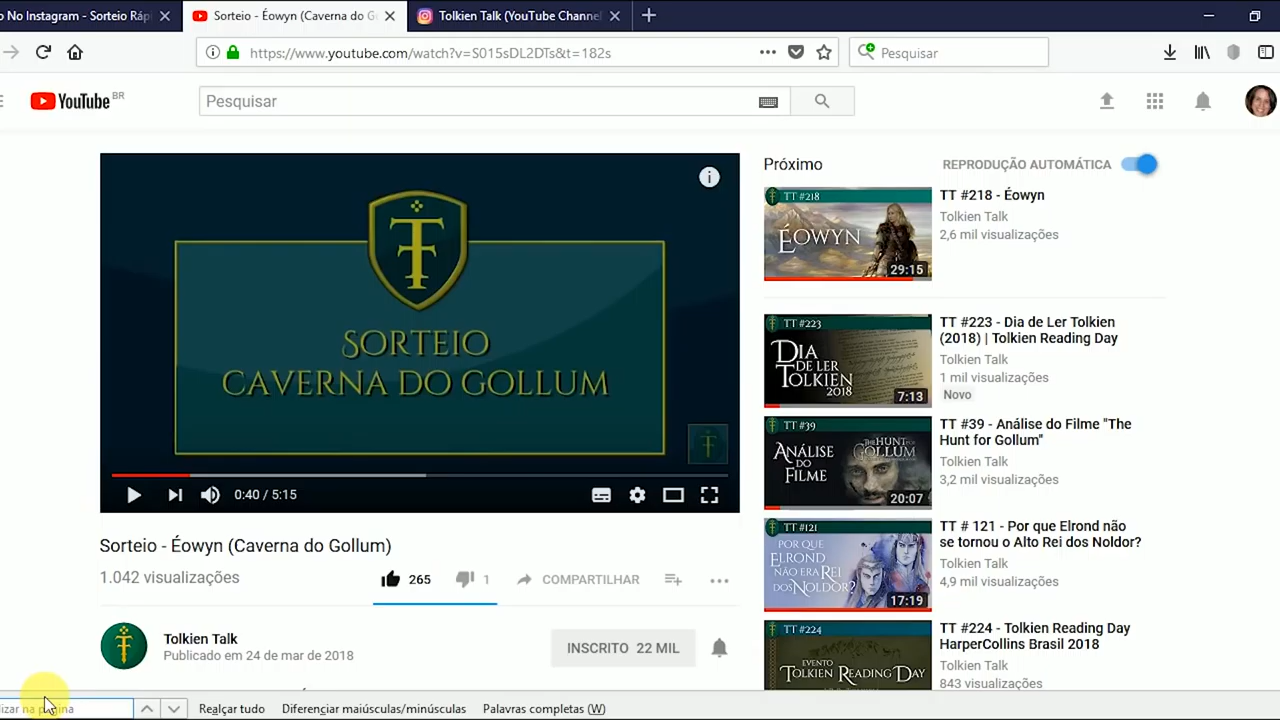 o No Instagram - Sorteio Ráp
Sorteio - Éowyn (Caverna do G
Tolkien Talk (YouTube Channel
https://www.youtube.com/watch?v=S015sDL2DTs&t=182s
Pesquisar
YouTube BR
Pesquisar
SORTEIO
CAVERNA DO GOLLUM
0:40 / 5:15
Sorteio - Éowyn (Caverna do Gollum)
1.042 visualizações
265
1
COMPARTILHAR
Tolkien Talk
Publicado em 24 de mar de 2018
INSCRITO 22 MIL
Próximo
REPRODUÇÃO AUTOMÁTICA
TT #218
ÉOWYN
29:15
TT #218 - Éowyn
Tolkien Talk
2,6 mil visualizações
TT #223
DIA
DE LER
TOLKIEN
2018
7:13
TT #223 - Dia de Ler Tolkien
(2018) | Tolkien Reading Day
Tolkien Talk
1 mil visualizações
Novo
TT #39
ANÁLISE
DO
FILME
THE HUNT FOR
GOLLUM
20:07
TT #39 - Análise do Filme "The
Hunt for Gollum"
Tolkien Talk
3,2 mil visualizações
TT #121
POR QUE
ELROND
NÃO ERA REI
DOS NOLDOR?
17:19
TT # 121 - Por que Elrond não
se tornou o Alto Rei dos Noldor?
Tolkien Talk
4,9 mil visualizações
TT #224
EVENTO
TOLKIEN READING DAY
TT #224 - Tolkien Reading Day
HarperCollins Brasil 2018
Tolkien Talk
843 visualizações
lizar na página
Realçar tudo
Diferenciar maiúsculas/minúsculas
Palavras completas (W)